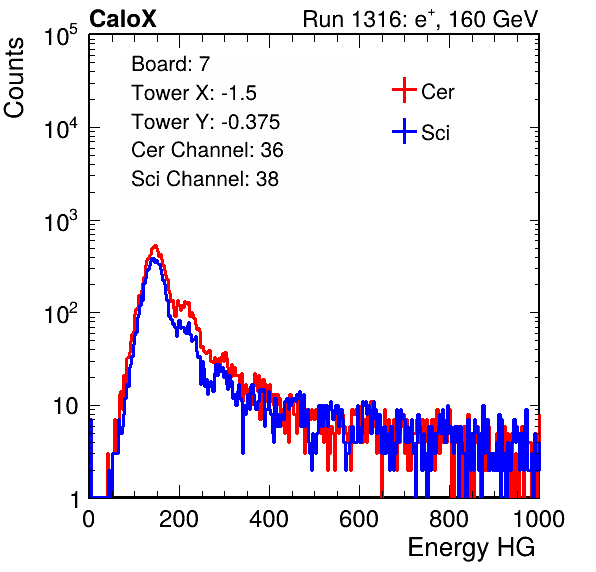 CaloX Run 1316: e+, 160 GeV
Counts
Board: 7
Tower X: -1.5
Tower Y: -0.375
Cer Channel: 36
Sci Channel: 38
Cer
Sci
10^5
10^4
10^3
10^2
10
1
0 200 400 600 800 1000
Energy HG